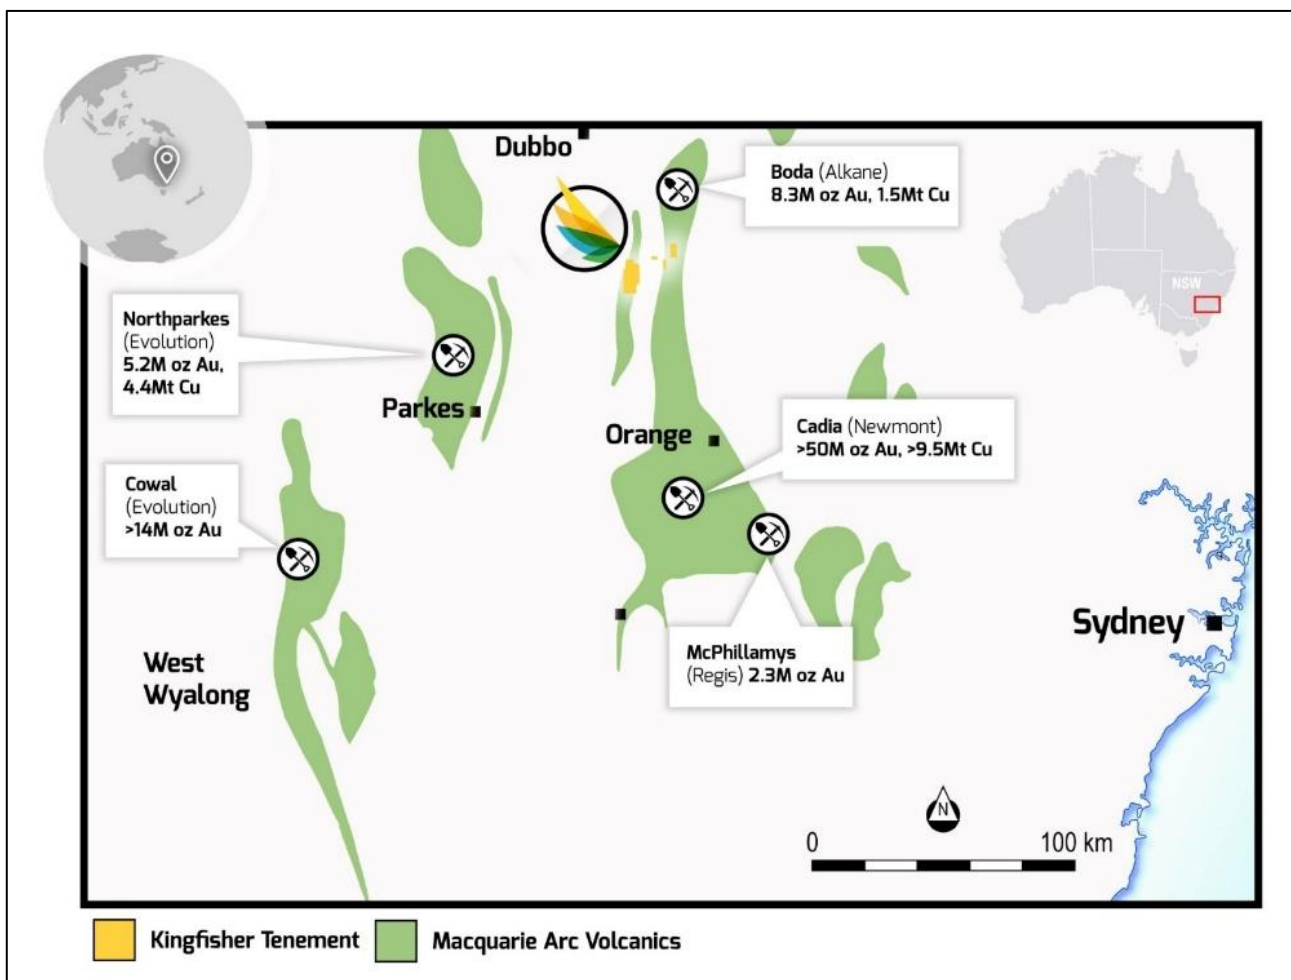 Dubbo
Boda (Alkane)
8.3M oz Au, 1.5Mt Cu
NSW
Northparkes
(Evolution)
5.2M oz Au,
4.4Mt Cu
Parkes
Orange
Cadia (Newmont)
>50M oz Au, >9.5Mt Cu
Cowal
(Evolution)
>14M oz Au
Sydney
McPhillamys
(Regis) 2.3M oz Au
West
Wyalong
N
0 100 km
Kingfisher Tenement Macquarie Arc Volcanics